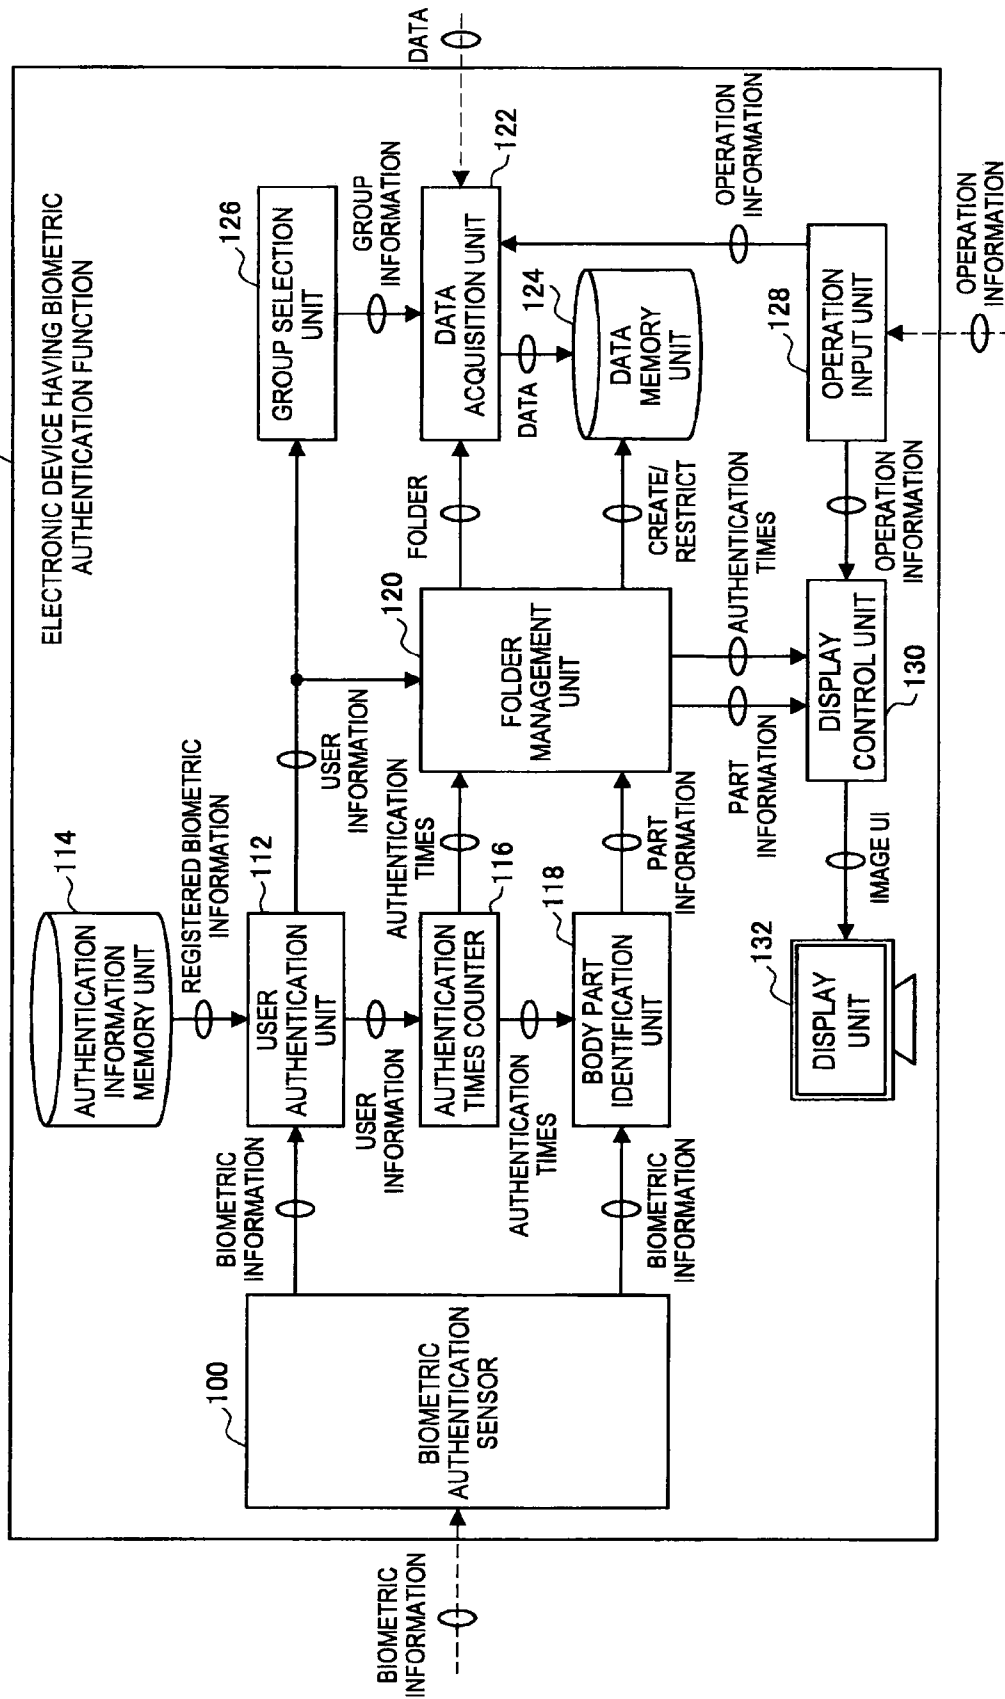 ELECTRONIC DEVICE HAVING BIOMETRIC
AUTHENTICATION FUNCTION
114
AUTHENTICATION
INFORMATION
MEMORY UNIT
REGISTERED BIOMETRIC
INFORMATION
BIOMETRIC
INFORMATION
112
USER
AUTHENTICATION
UNIT
USER
INFORMATION
126
GROUP SELECTION
UNIT
GROUP
INFORMATION
DATA
100
BIOMETRIC
AUTHENTICATION
SENSOR
BIOMETRIC
INFORMATION
USER
INFORMATION
AUTHENTICATION
TIMES
116
AUTHENTICATION
TIMES COUNTER
AUTHENTICATION
TIMES
120
FOLDER
MANAGEMENT
UNIT
FOLDER
122
DATA
ACQUISITION UNIT
DATA
124
DATA
MEMORY
UNIT
CREATE/
RESTRICT
OPERATION
INFORMATION
BIOMETRIC
INFORMATION
118
BODY PART
IDENTIFICATION
UNIT
PART
INFORMATION
PART
INFORMATION
AUTHENTICATION
TIMES
132
DISPLAY
UNIT
IMAGE UI
DISPLAY
CONTROL UNIT
130
OPERATION
INFORMATION
128
OPERATION
INPUT UNIT
OPERATION
INFORMATION